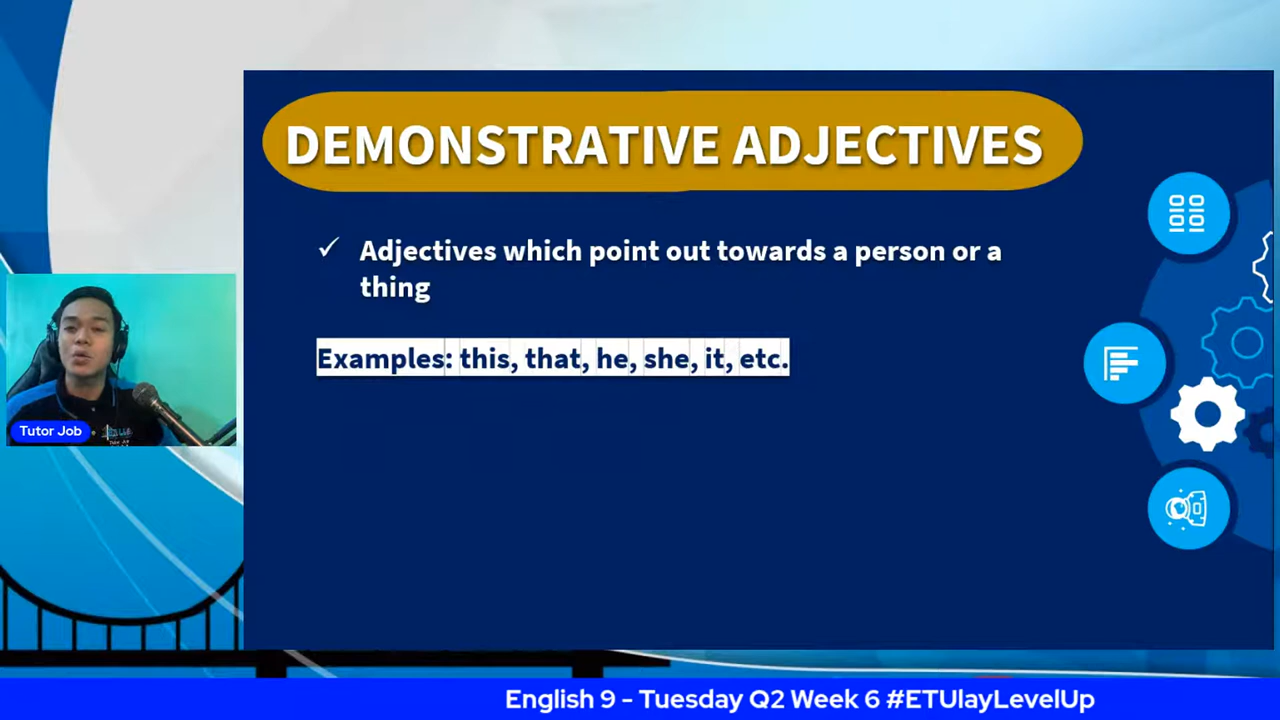 DEMONSTRATIVE ADJECTIVES
✓ Adjectives which point out towards a person or a
thing
Examples: this, that, he, she, it, etc.
Tutor Job
English 9 - Tuesday Q2 Week 6 #ETUlayLevelUp